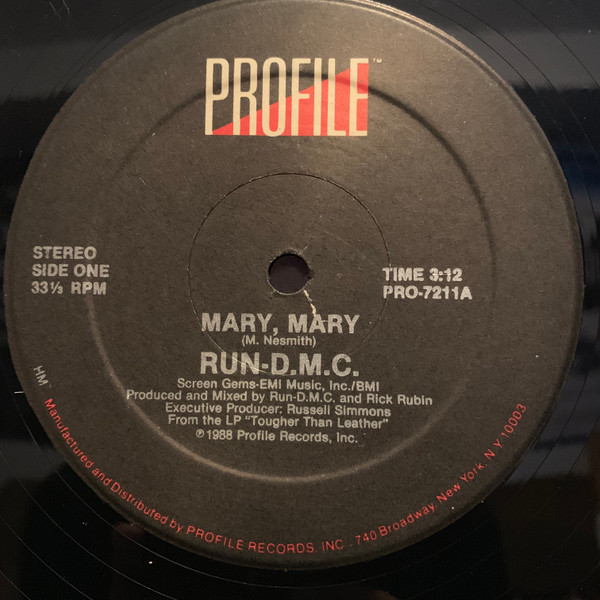 PROFILE™
STEREO
SIDE ONE
33⅓ RPM
TIME 3:12
PRO-7211A
MARY, MARY
(M. Nesmith)
RUN-D.M.C.
Screen Gems-EMI Music, Inc./BMI
Produced and Mixed by Run-D.M.C. and Rick Rubin
Executive Producer: Russell Simmons
From the LP "Tougher Than Leather"
℗1988 Profile Records, Inc.
HM
Manufactured and Distributed by PROFILE RECORDS, INC. · 740 Broadway, New York, N.Y. 10003